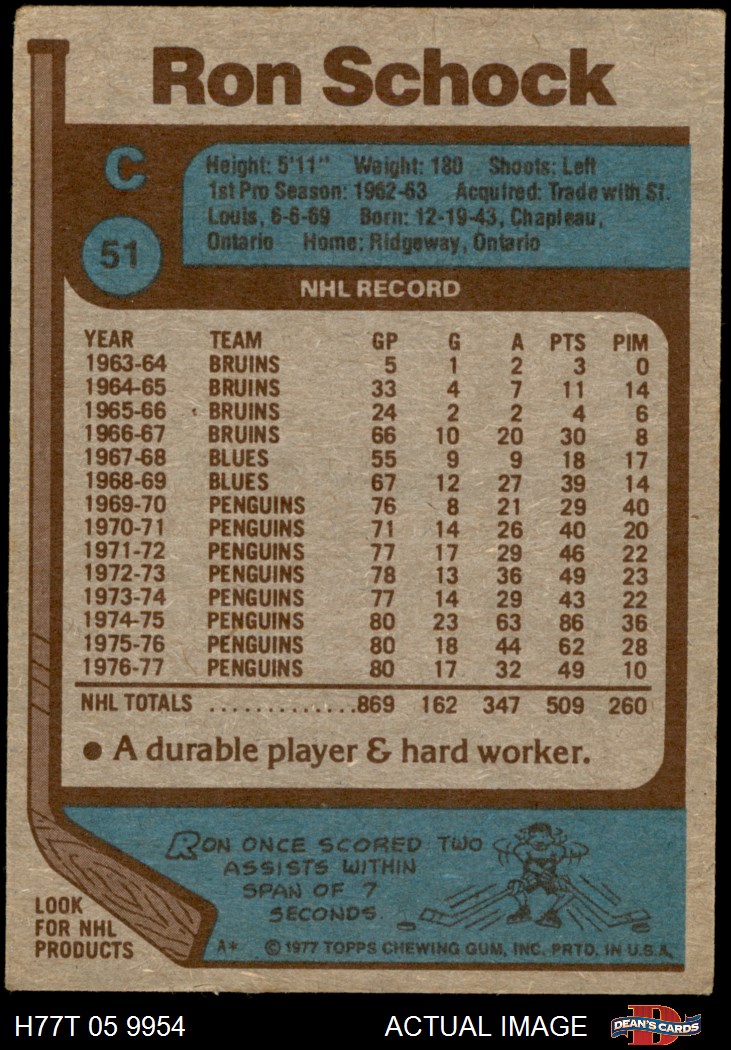 Ron Schock
C
51
Height: 5'11" Weight: 180 Shoots: Left
1st Pro Season: 1962-63 Acquired: Trade with St.
Louis, 6-6-69 Born: 12-19-43, Chapleau,
Ontario Home: Ridgeway, Ontario
NHL RECORD
YEAR TEAM GP G A PTS PIM
1963-64 BRUINS 5 1 2 3 0
1964-65 BRUINS 33 4 7 11 14
1965-66 BRUINS 24 2 2 4 6
1966-67 BRUINS 66 10 20 30 8
1967-68 BLUES 55 9 9 18 17
1968-69 BLUES 67 12 27 39 14
1969-70 PENGUINS 76 8 21 29 40
1970-71 PENGUINS 71 14 26 40 20
1971-72 PENGUINS 77 17 29 46 22
1972-73 PENGUINS 78 13 36 49 23
1973-74 PENGUINS 77 14 29 43 22
1974-75 PENGUINS 80 23 63 86 36
1975-76 PENGUINS 80 18 44 62 28
1976-77 PENGUINS 80 17 32 49 10
NHL TOTALS .............869 162 347 509 260
● A durable player & hard worker.
RON ONCE SCORED TWO
ASSISTS WITHIN
SPAN OF 7
SECONDS.
LOOK
FOR NHL
PRODUCTS
A* © 1977 TOPPS CHEWING GUM, INC. PRTD. IN U.S.A.
H77T 05 9954 ACTUAL IMAGE
D
DEAN'S CARDS